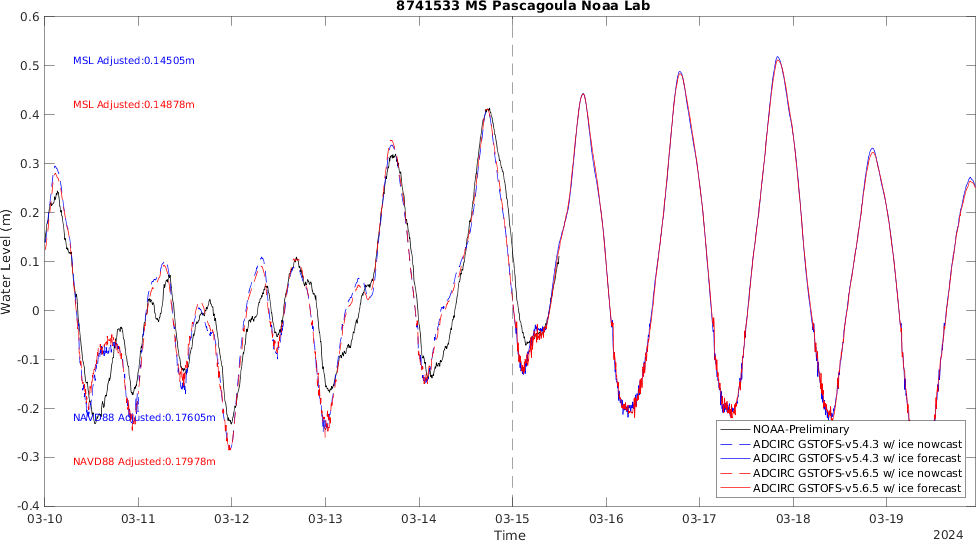 8741533 MS Pascagoula Noaa Lab
0.6
0.5
0.4
0.3
0.2
0.1
0
-0.1
-0.2
-0.3
-0.4
Water Level (m)
MSL Adjusted:0.14505m
MSL Adjusted:0.14878m
NAVD88 Adjusted:0.17605m
NAVD88 Adjusted:0.17978m
NOAA-Preliminary
ADCIRC GSTOFS-v5.4.3 w/ ice nowcast
ADCIRC GSTOFS-v5.4.3 w/ ice forecast
ADCIRC GSTOFS-v5.6.5 w/ ice nowcast
ADCIRC GSTOFS-v5.6.5 w/ ice forecast
03-10 03-11 03-12 03-13 03-14 03-15 03-16 03-17 03-18 03-19
Time
2024